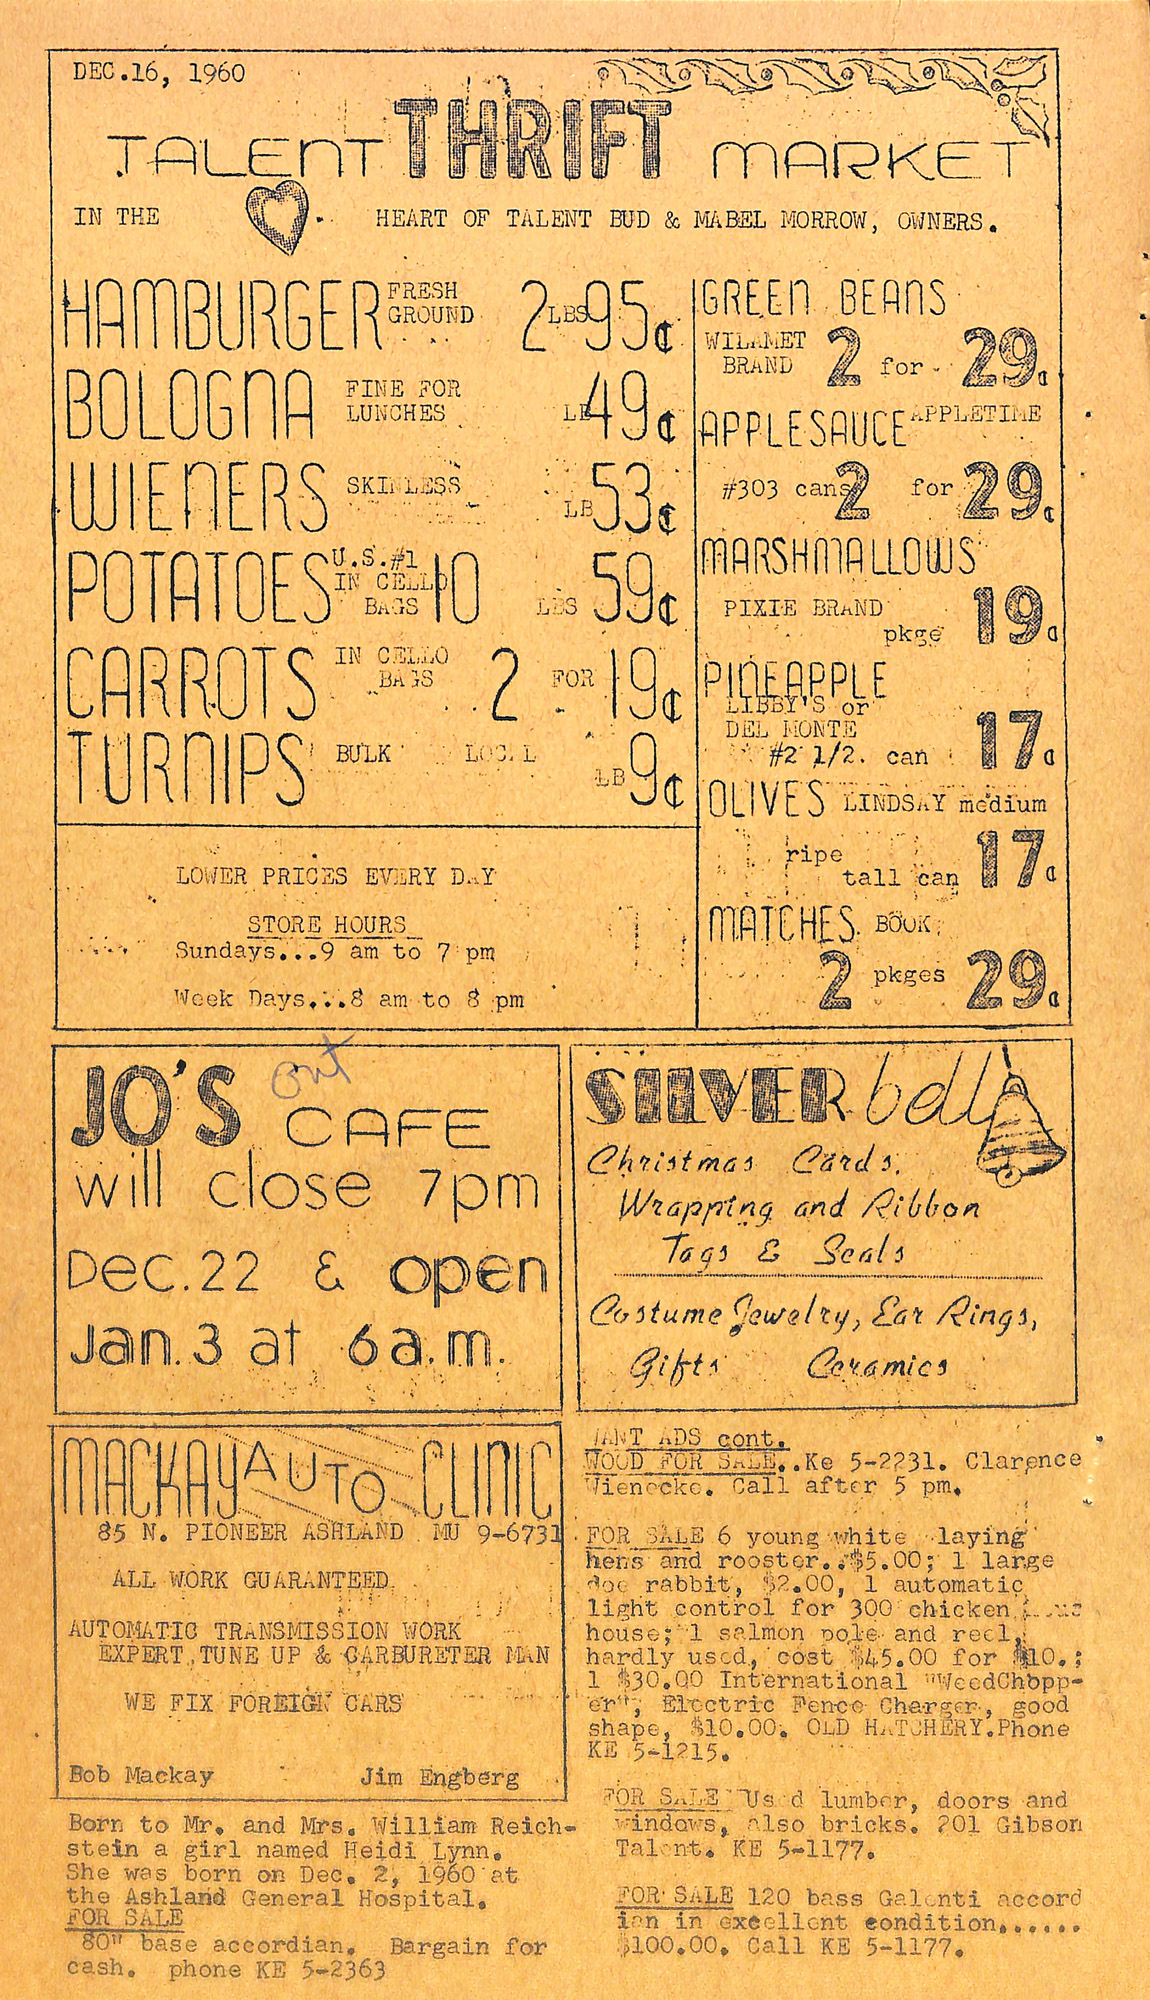 DEC.16, 1960
TALENT THRIFT MARKET
IN THE HEART OF TALENT BUD & MABEL MORROW, OWNERS.
HAMBURGER FRESH GROUND 2 LBS 95¢
BOLOGNA FINE FOR LUNCHES LB 49¢
WIENERS SKINLESS LB 53¢
POTATOES U.S.#1 IN CELLO BAGS 10 LBS 59¢
CARROTS IN CELLO BAGS 2 FOR 19¢
TURNIPS BULK LOCAL LB 9¢
GREEN BEANS
WILAMET
BRAND 2 for 29¢
APPLESAUCE APPLETIME
#303 cans 2 for 29¢
MARSHMALLOWS
PIXIE BRAND
pkge 19¢
PINEAPPLE
LIBBY'S or
DEL MONTE
#2 1/2. can 17¢
OLIVES LINDSAY medium
ripe
tall can 17¢
MATCHES BOOK
2 pkges 29¢
LOWER PRICES EVERY DAY
STORE HOURS
Sundays...9 am to 7 pm
Week Days...8 am to 8 pm
JO'S CAFE
out
will close 7pm
Dec.22 & open
Jan.3 at 6a.m.
SILVER bell
Christmas Cards.
Wrapping and Ribbon
Tags & Seals
Costume Jewelry, Ear Rings,
Gifts Ceramics
MACKAY AUTO CLINIC
85 N. PIONEER ASHLAND MU 9-6731
ALL WORK GUARANTEED
AUTOMATIC TRANSMISSION WORK
EXPERT TUNE UP & CARBURETER MAN
WE FIX FOREIGN CARS
Bob Mackay Jim Engberg
Born to Mr. and Mrs. William Reich-
stein a girl named Heidi Lynn.
She was born on Dec. 2, 1960 at
the Ashland General Hospital.
FOR SALE
80" base accordian. Bargain for
cash. phone KE 5-2363
WANT ADS cont.
WOOD FOR SALE..Ke 5-2231. Clarence
Wienecke. Call after 5 pm.
FOR SALE 6 young white laying
hens and rooster..$5.00; 1 large
doe rabbit, $2.00, 1 automatic
light control for 300 chicken
house; 1 salmon pole and reel,
hardly used, cost $45.00 for $10.;
1 $30.00 International "WeedChopp-
er"; Electric Fence Charger, good
shape, $10.00. OLD HATCHERY.Phone
KE 5-1215.
FOR SALE Used lumber, doors and
windows, also bricks. 201 Gibson
Talent. KE 5-1177.
FOR SALE 120 bass Galenti accord
ian in excellent condition......
$100.00. Call KE 5-1177.